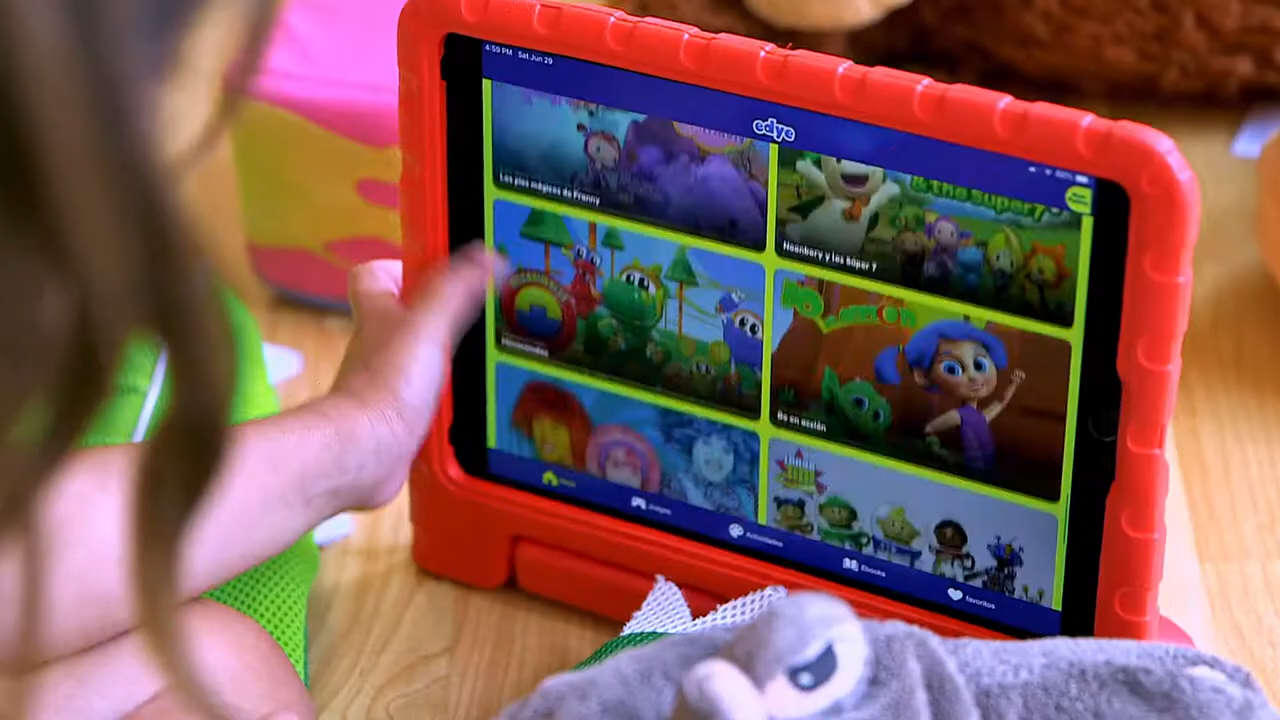 4:59 PM Sat Jun 29
edye
Los pies mágicos de Franny
& the Super7
Noonbory y los Súper 7
Minimundos
Bo en acción
Juegos
Actividades
Ebooks
favoritos